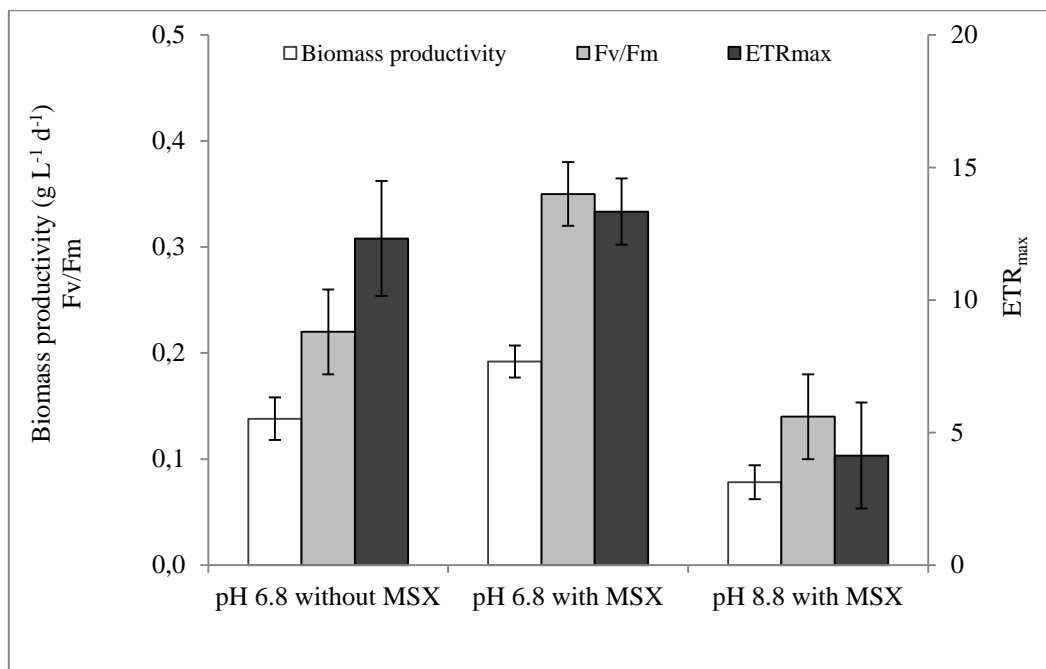 Biomass productivity Fv/Fm ETRmax
Biomass productivity (g L-1 d-1)
Fv/Fm
0,5
0,4
0,3
0,2
0,1
0,0
20
15
10
5
0
ETRmax
pH 6.8 without MSX pH 6.8 with MSX pH 8.8 with MSX